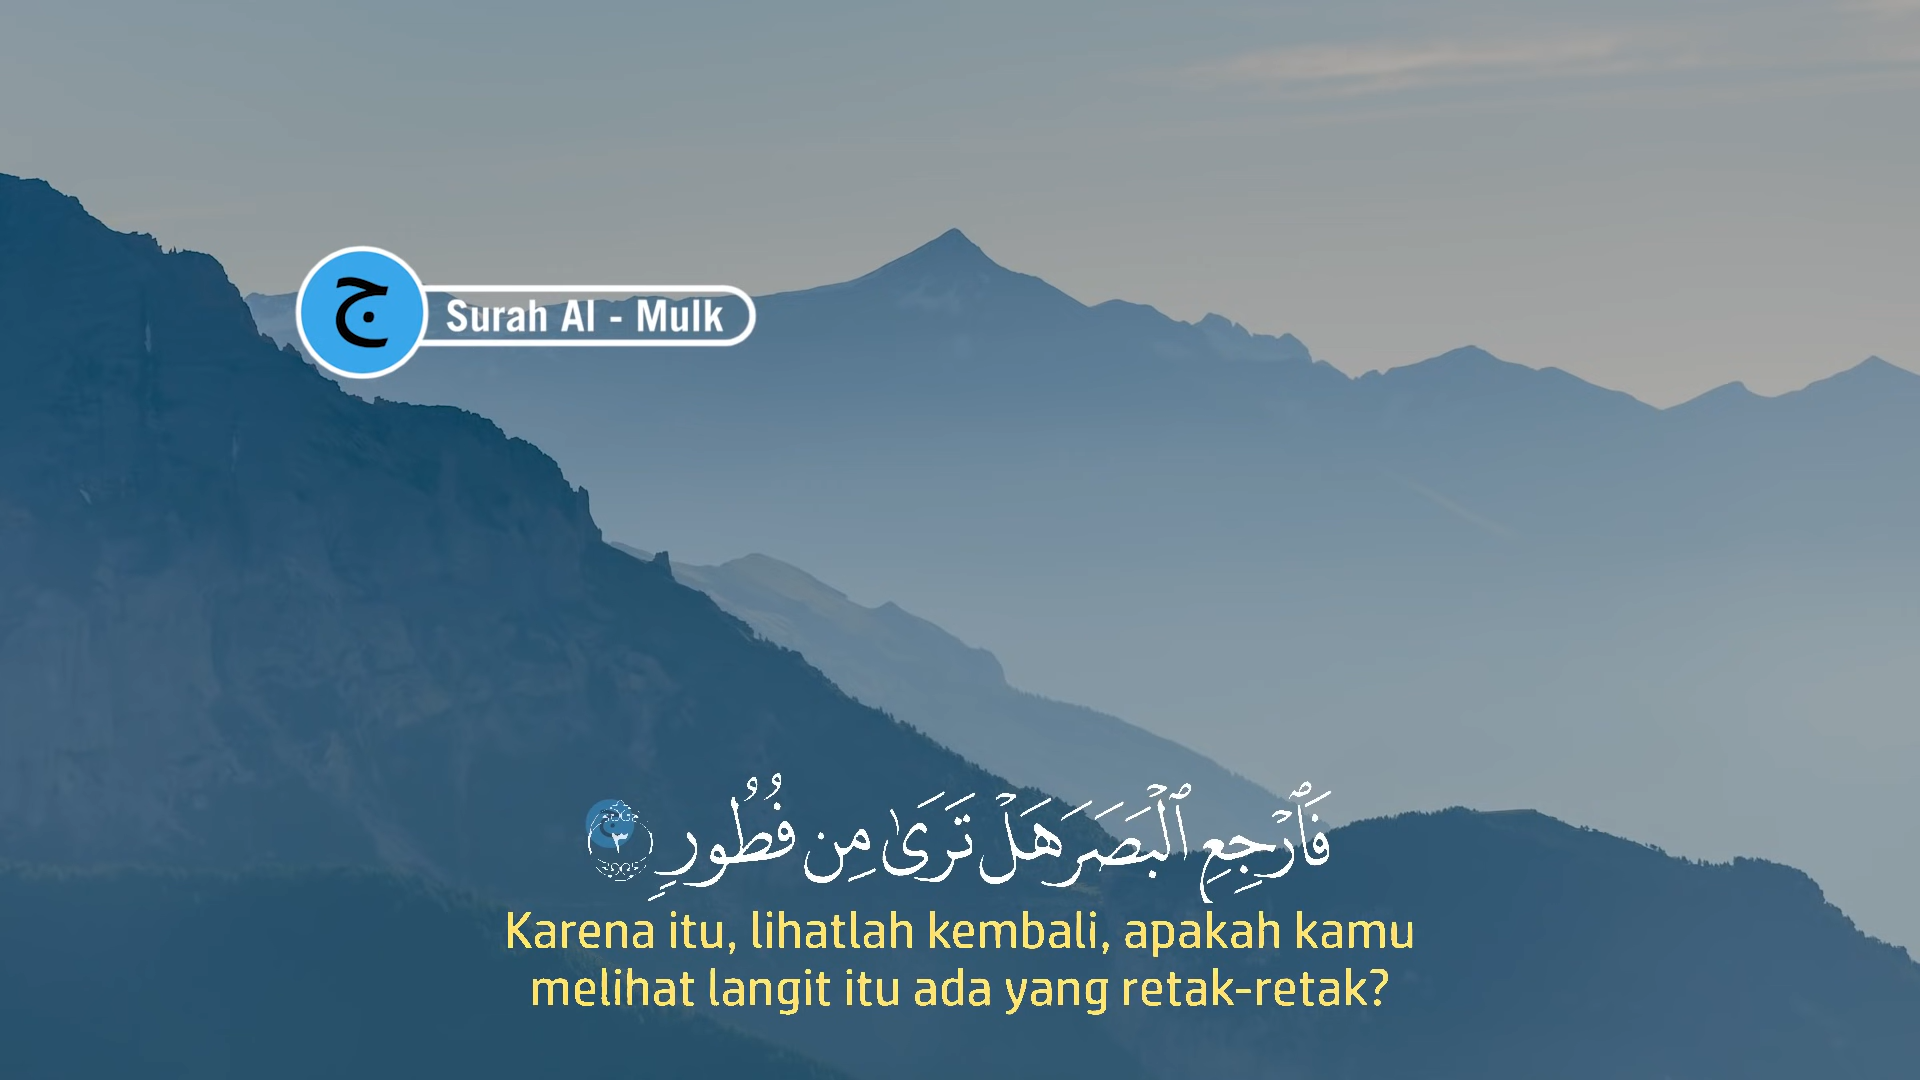 ج
Surah Al - Mulk
فَٱرْجِعِ ٱلْبَصَرَ هَلْ تَرَىٰ مِن فُطُورٍ ٣
Karena itu, lihatlah kembali, apakah kamu
melihat langit itu ada yang retak-retak?